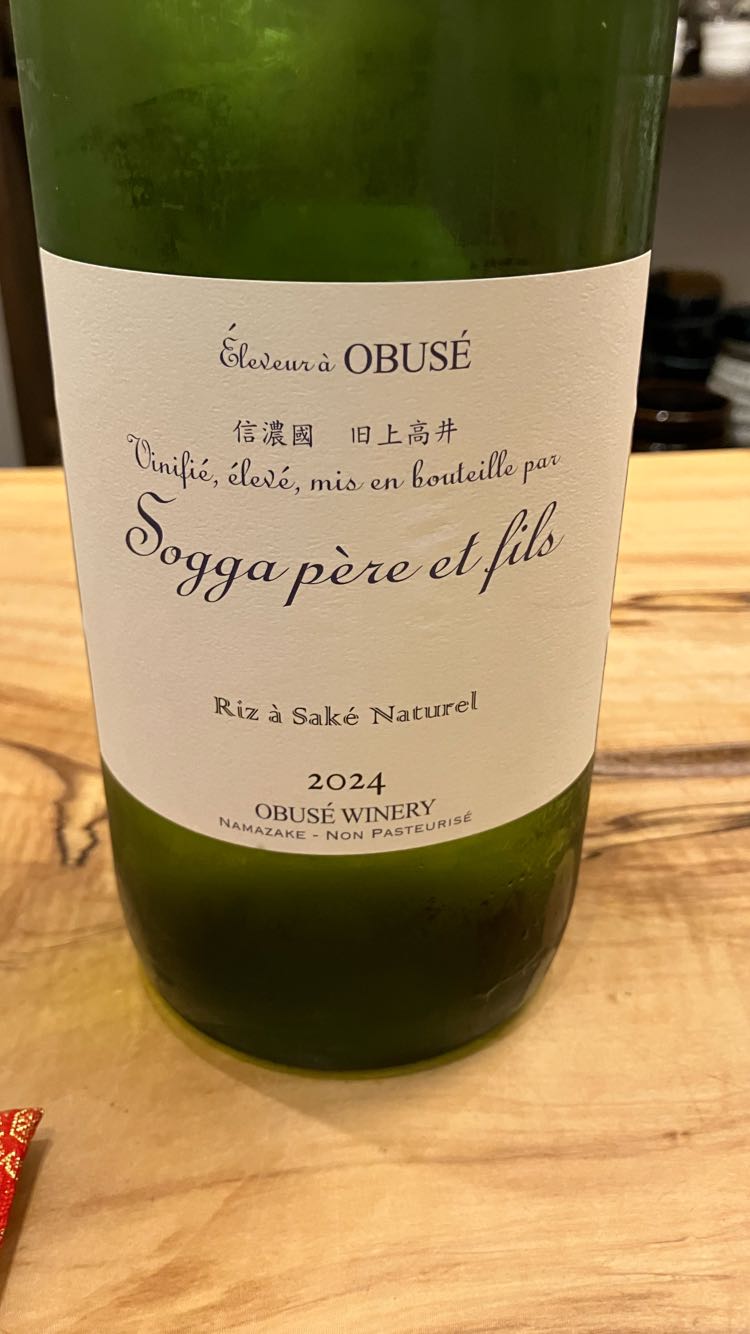 Éleveur à OBUSÉ
信濃國 旧上高井
Vinifié, élevé, mis en bouteille par
Sogga père et fils
Riz à Saké Naturel
2024
OBUSÉ WINERY
NAMAZAKE - NON PASTEURISÉ